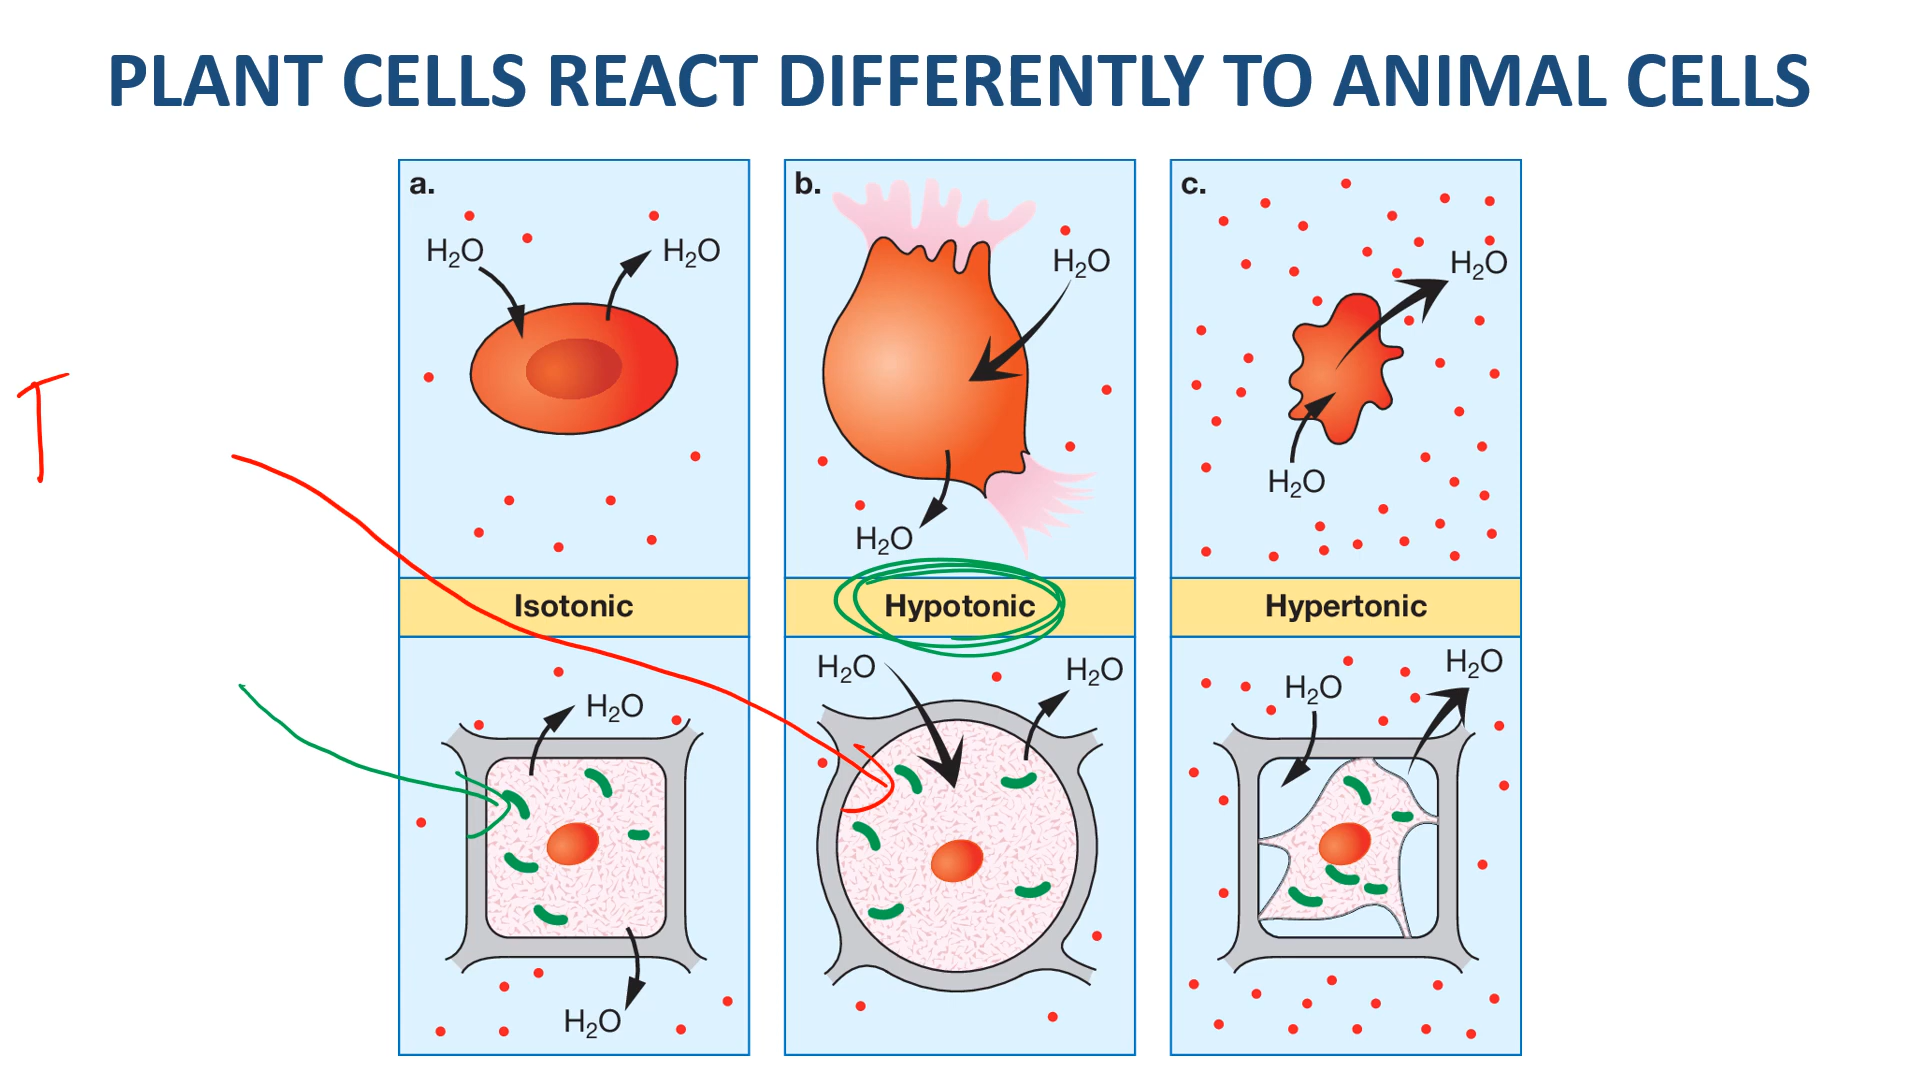 PLANT CELLS REACT DIFFERENTLY TO ANIMAL CELLS
a.
H₂O
H₂O
b.
H₂O
H₂O
c.
H₂O
H₂O
T
Isotonic
Hypotonic
Hypertonic
H₂O
H₂O
H₂O
H₂O
H₂O
H₂O